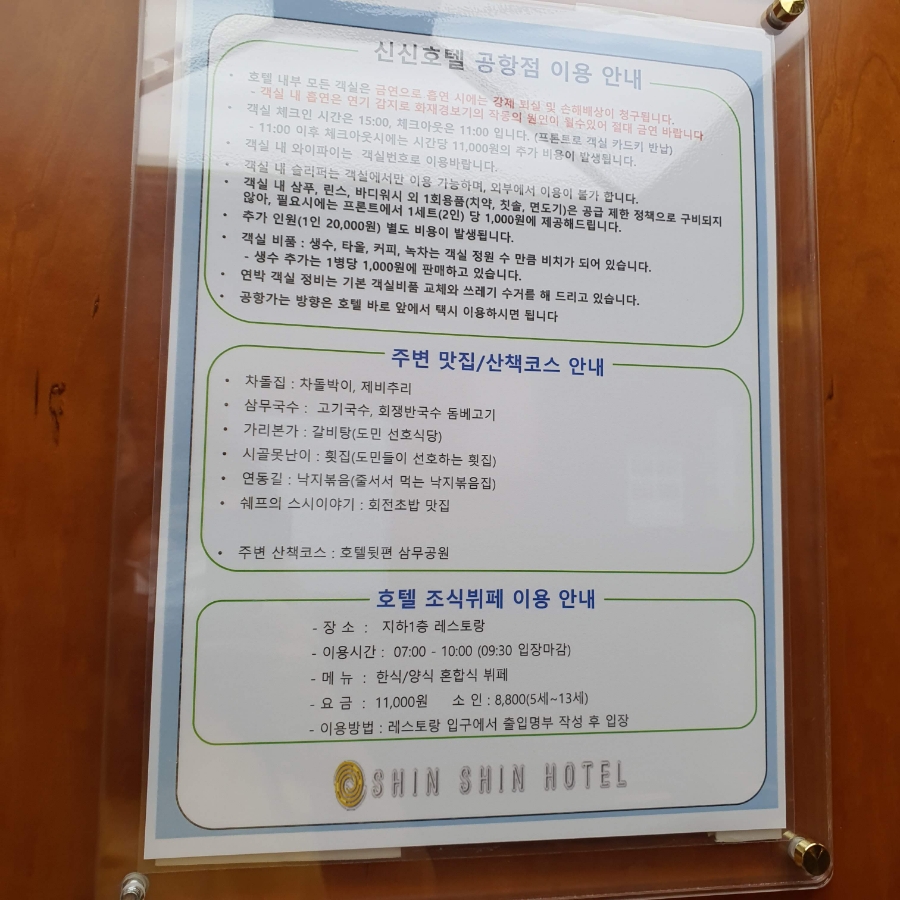 신신호텔 공항점 이용 안내
• 호텔 내부 모든 객실은 금연으로 흡연 시에는 강제 퇴실 및 손해배상이 청구됩니다.
- 객실 내 흡연은 연기 감지로 화재경보기의 작동의 원인이 될수있어 절대 금연 바랍니다
• 객실 체크인 시간은 15:00, 체크아웃은 11:00 입니다. (프론트로 객실 카드키 반납)
- 11:00 이후 체크아웃시에는 시간당 11,000원의 추가 비용이 발생됩니다.
• 객실 내 와이파이는 객실번호로 이용바랍니다.
• 객실 내 슬리퍼는 객실에서만 이용 가능하며, 외부에서 이용이 불가 합니다.
• 객실 내 샴푸, 린스, 바디워시 외 1회용품(치약, 칫솔, 면도기)은 공급 제한 정책으로 구비되지
않아, 필요시에는 프론트에서 1세트(2인) 당 1,000원에 제공해드립니다.
• 추가 인원(1인 20,000원) 별도 비용이 발생됩니다.
• 객실 비품 : 생수, 타올, 커피, 녹차는 객실 정원 수 만큼 비치가 되어 있습니다.
- 생수 추가는 1병당 1,000원에 판매하고 있습니다.
• 연박 객실 정비는 기본 객실비품 교체와 쓰레기 수거를 해 드리고 있습니다.
• 공항가는 방향은 호텔 바로 앞에서 택시 이용하시면 됩니다
주변 맛집/산책코스 안내
• 차돌집 : 차돌박이, 제비추리
• 삼무국수 : 고기국수, 회쟁반국수 돔베고기
• 가리본가 : 갈비탕(도민 선호식당)
• 시골못난이 : 횟집(도민들이 선호하는 횟집)
• 연동길 : 낙지볶음(줄서서 먹는 낙지볶음집)
• 쉐프의 스시이야기 : 회전초밥 맛집
• 주변 산책코스 : 호텔뒷편 삼무공원
호텔 조식뷔페 이용 안내
- 장 소 : 지하1층 레스토랑
- 이용시간 : 07:00 - 10:00 (09:30 입장마감)
- 메 뉴 : 한식/양식 혼합식 뷔페
- 요 금 : 11,000원 소 인 : 8,800(5세~13세)
- 이용방법 : 레스토랑 입구에서 출입명부 작성 후 입장
SHIN SHIN HOTEL